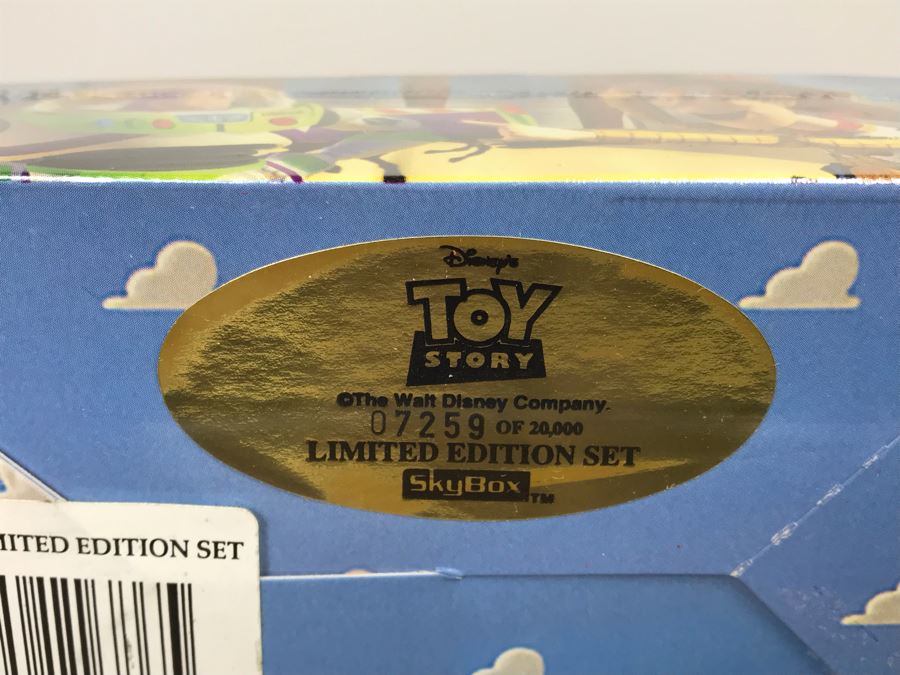 Disney's
TOY
STORY
©The Walt Disney Company.
07259 OF 20,000
LIMITED EDITION SET
SKYBOX TM
MITED EDITION SET